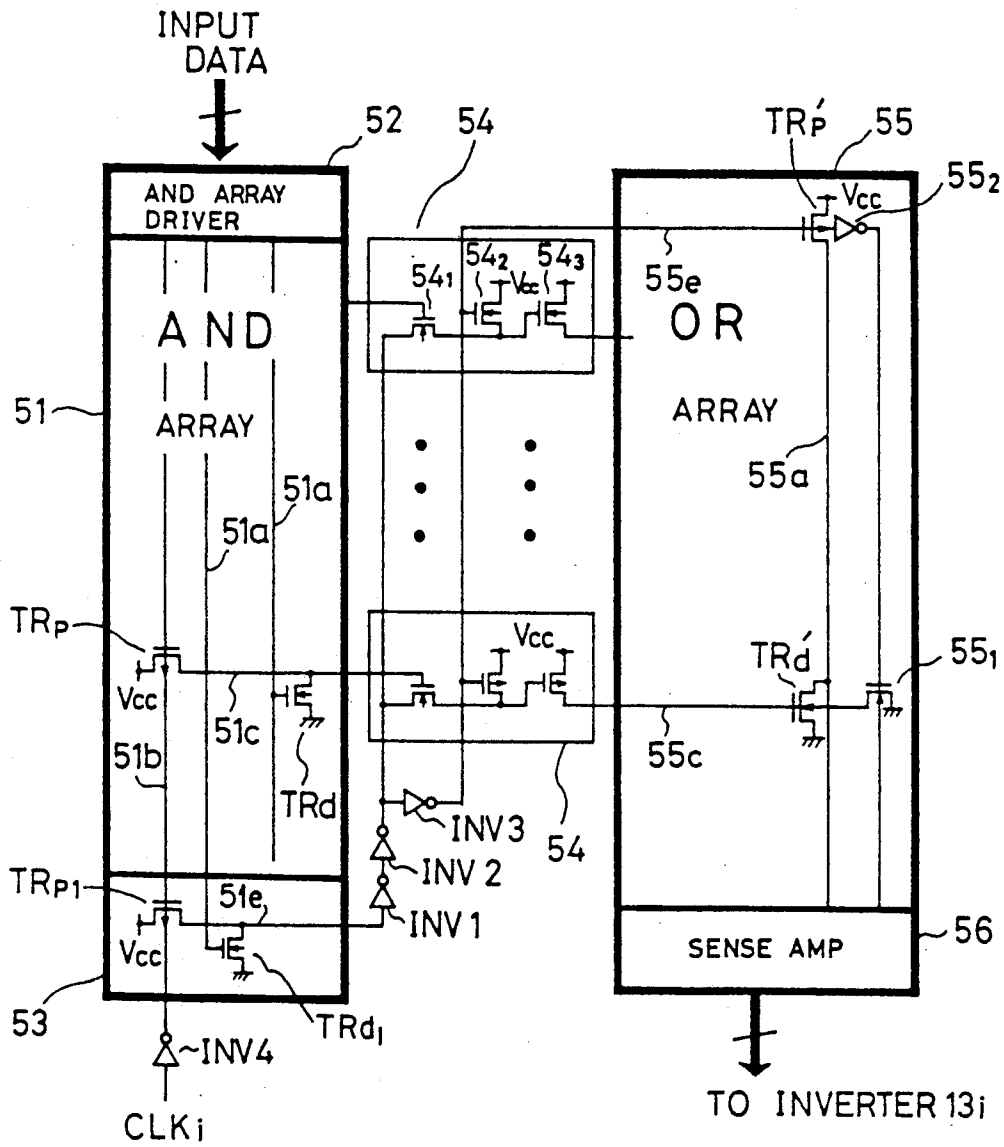 INPUT
DATA
52
54
TRp'
55
AND ARRAY
DRIVER
Vcc
55₂
54₁
54₂
Vcc
54₃
55e
AND
OR
51
ARRAY
ARRAY
51a
51a
55a
TRP
Vcc
TRd'
55₁
Vcc
51c
55c
51b
TRd
INV3
54
INV2
TRP1
51e
INV1
Vcc
SENSE AMP
56
53
TRd₁
INV4
CLKi
TO INVERTER 13i